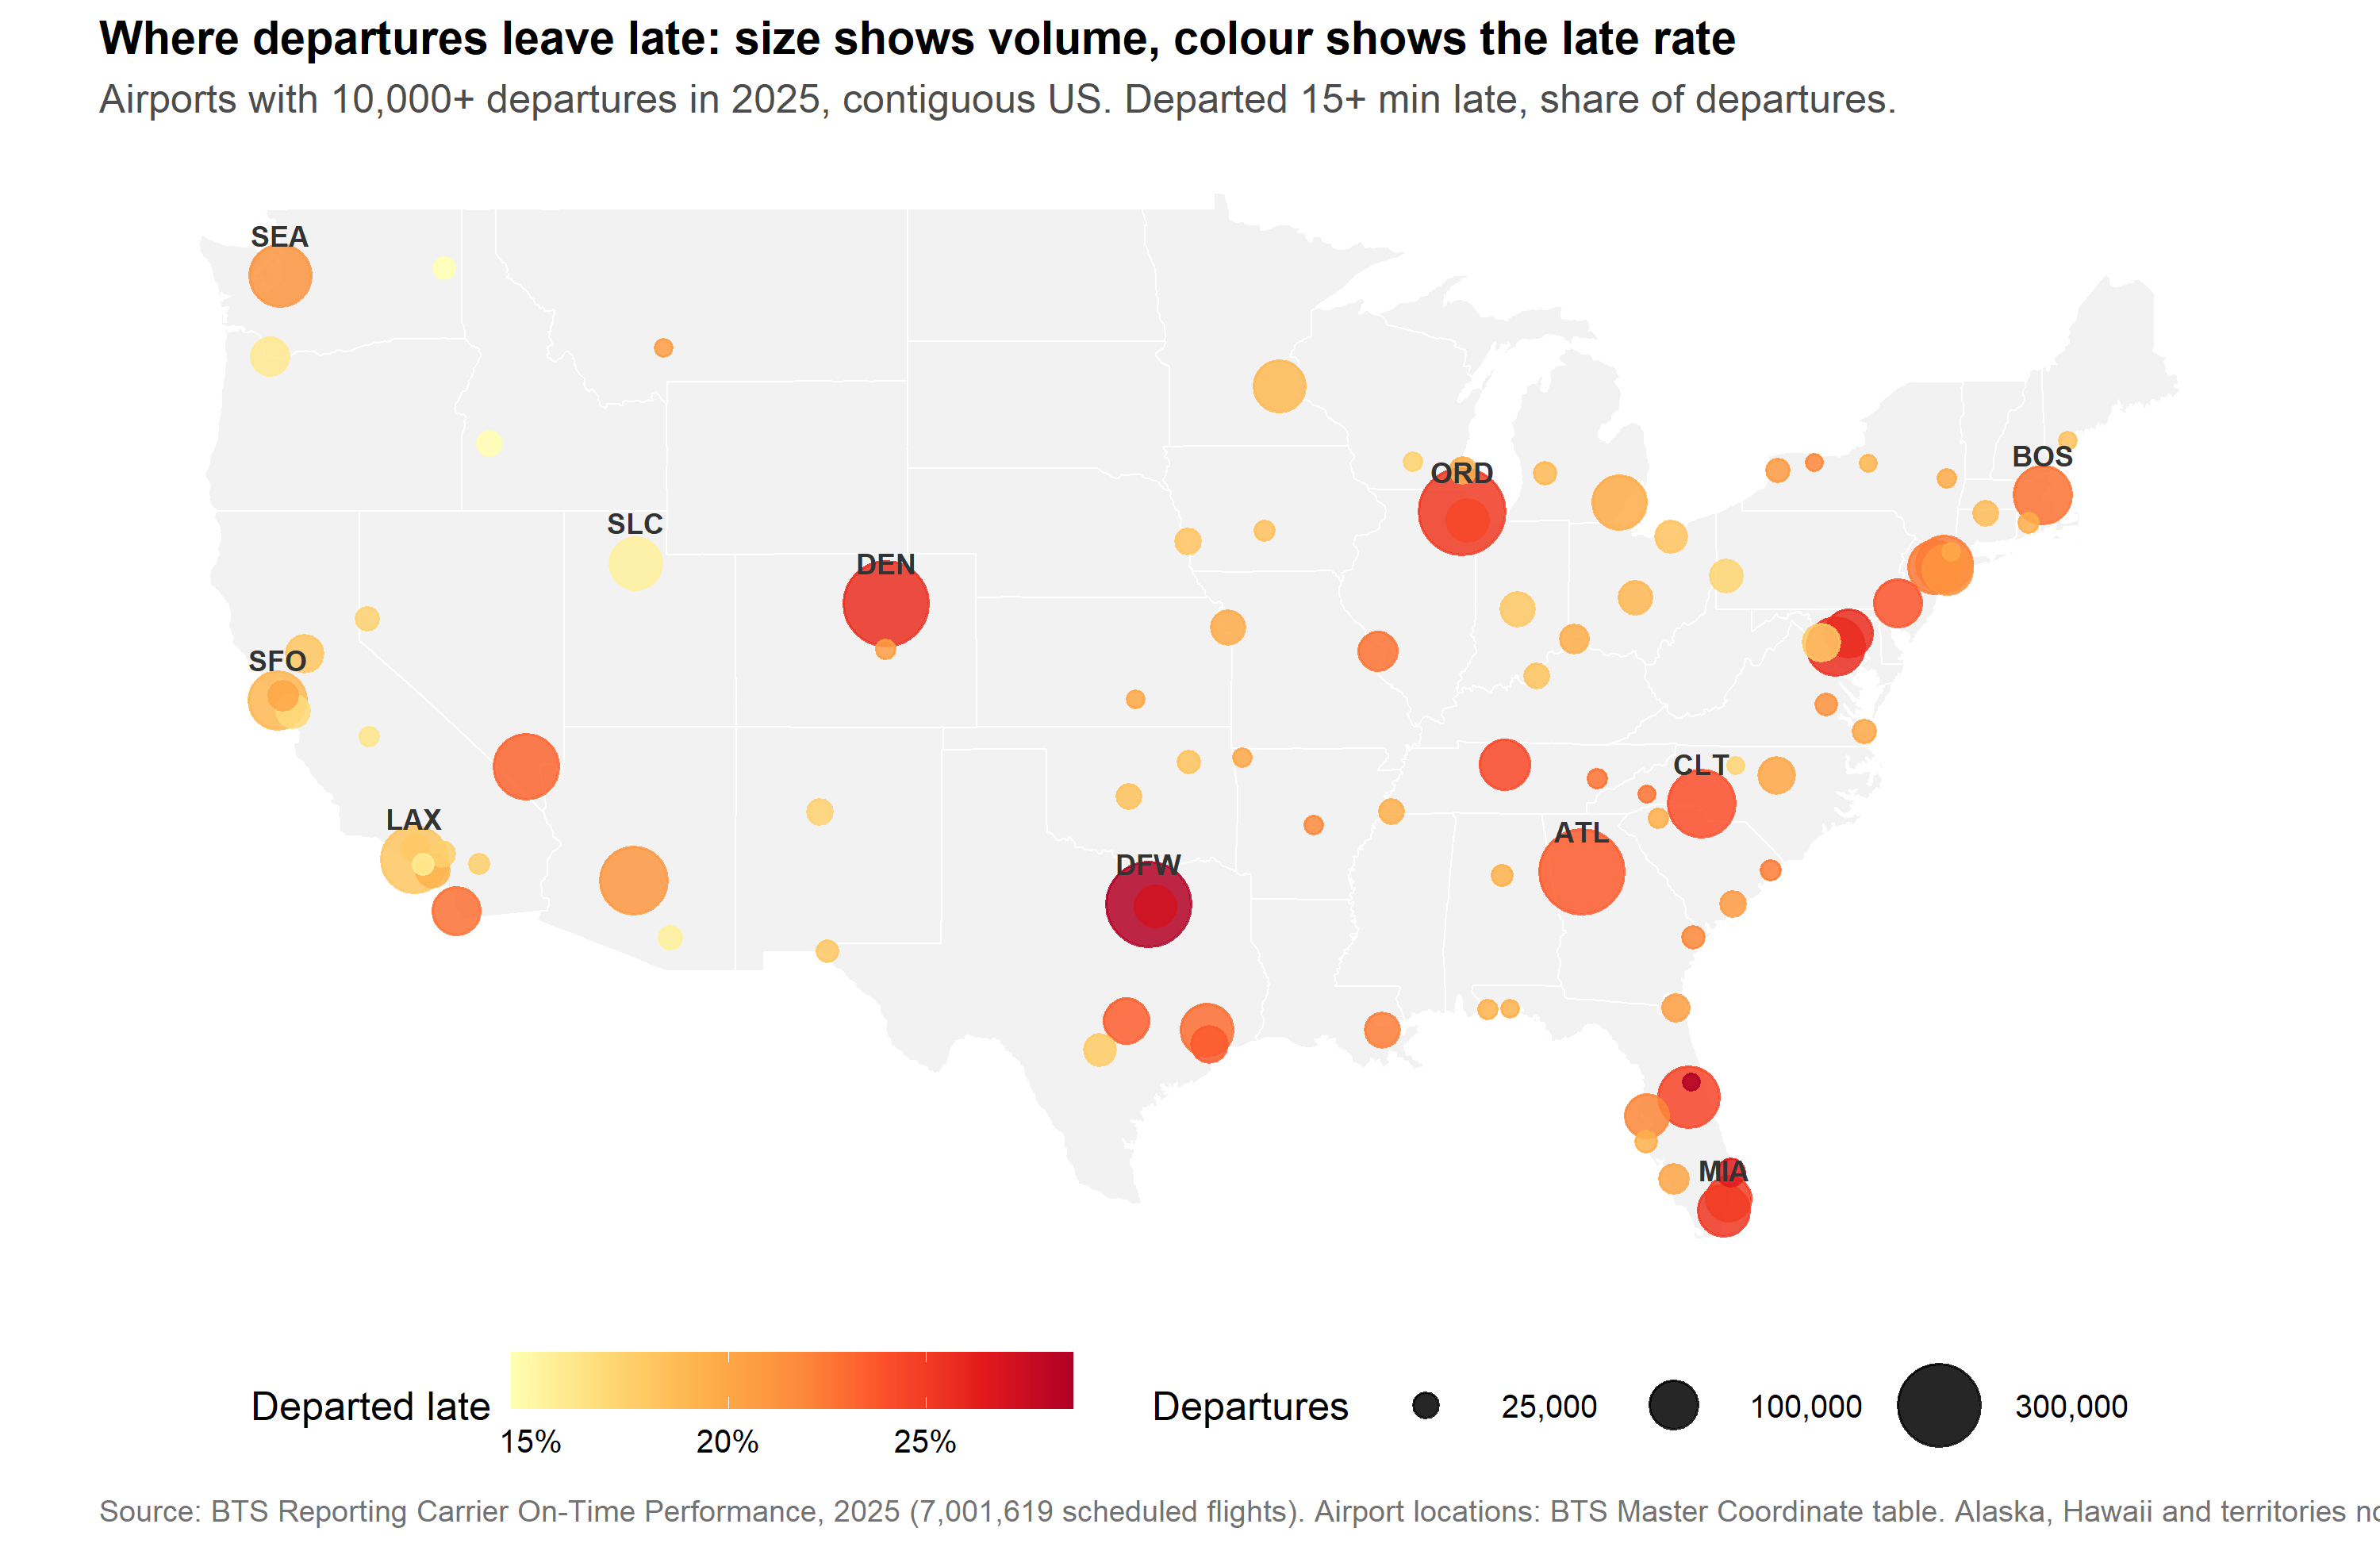 Where departures leave late: size shows volume, colour shows the late rate
Airports with 10,000+ departures in 2025, contiguous US. Departed 15+ min late, share of departures.
SEA
BOS
ORD
SLC
DEN
SFO
CLT
LAX
ATL
DFW
MIA
Departed late
15%
20%
25%
Departures
25,000
100,000
300,000
Source: BTS Reporting Carrier On-Time Performance, 2025 (7,001,619 scheduled flights). Airport locations: BTS Master Coordinate table. Alaska, Hawaii and territories